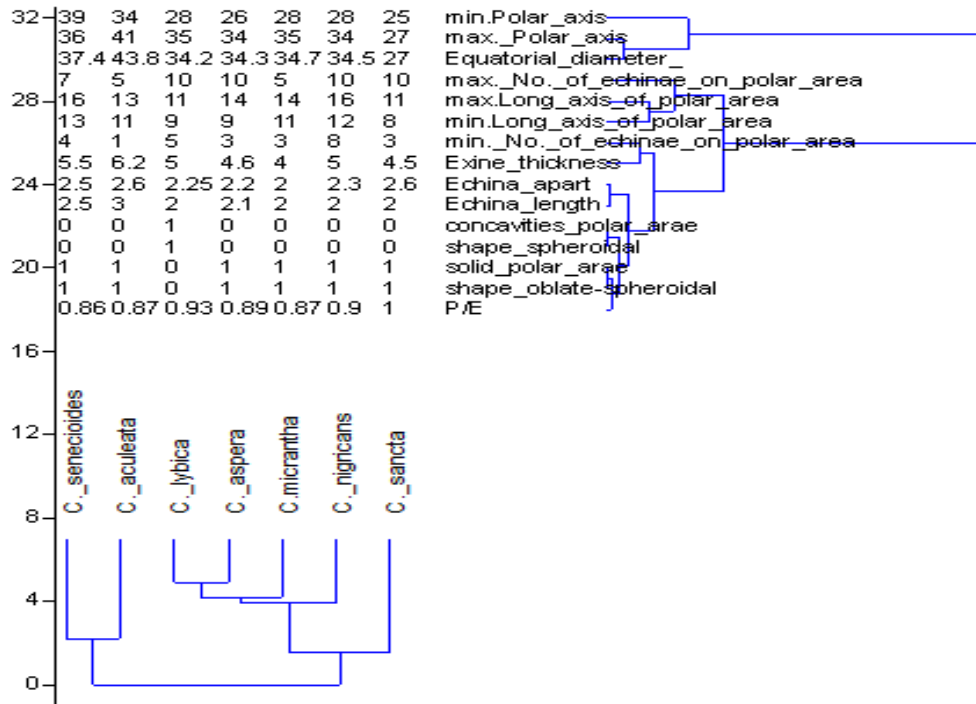 32 39 34 28 26 28 28 25 min.Polar_axis
36 41 35 34 35 34 27 max._Polar_axis
37.4 43.8 34.2 34.3 34.7 34.5 27 Equatorial_diameter_
7 5 10 10 5 10 10 max._No._of_echinae_on_polar_area
28 16 13 11 14 14 16 11 max.Long_axis_of_polar_area
13 11 9 9 11 12 8 min.Long_axis_of_polar_area
4 1 5 3 3 8 3 min._No._of_echinae_on_polar_area
5.5 6.2 5 4.6 4 5 4.5 Exine_thickness
24 2.5 2.6 2.25 2.2 2 2.3 2.6 Echina_apart
2.5 3 2 2.1 2 2 2 Echina_length
0 0 1 0 0 0 0 concavities_polar_arae
0 0 1 0 0 0 0 shape_spheroidal
20 1 1 0 1 1 1 1 solid_polar_arae
1 1 0 1 1 1 1 shape_oblate-spheroidal
0.86 0.87 0.93 0.89 0.87 0.9 1 P/E
16
12
C._senecioides
C._aculeata
C._lybica
C._aspera
C.micrantha
C._nigricans
C._sancta
8
4
0